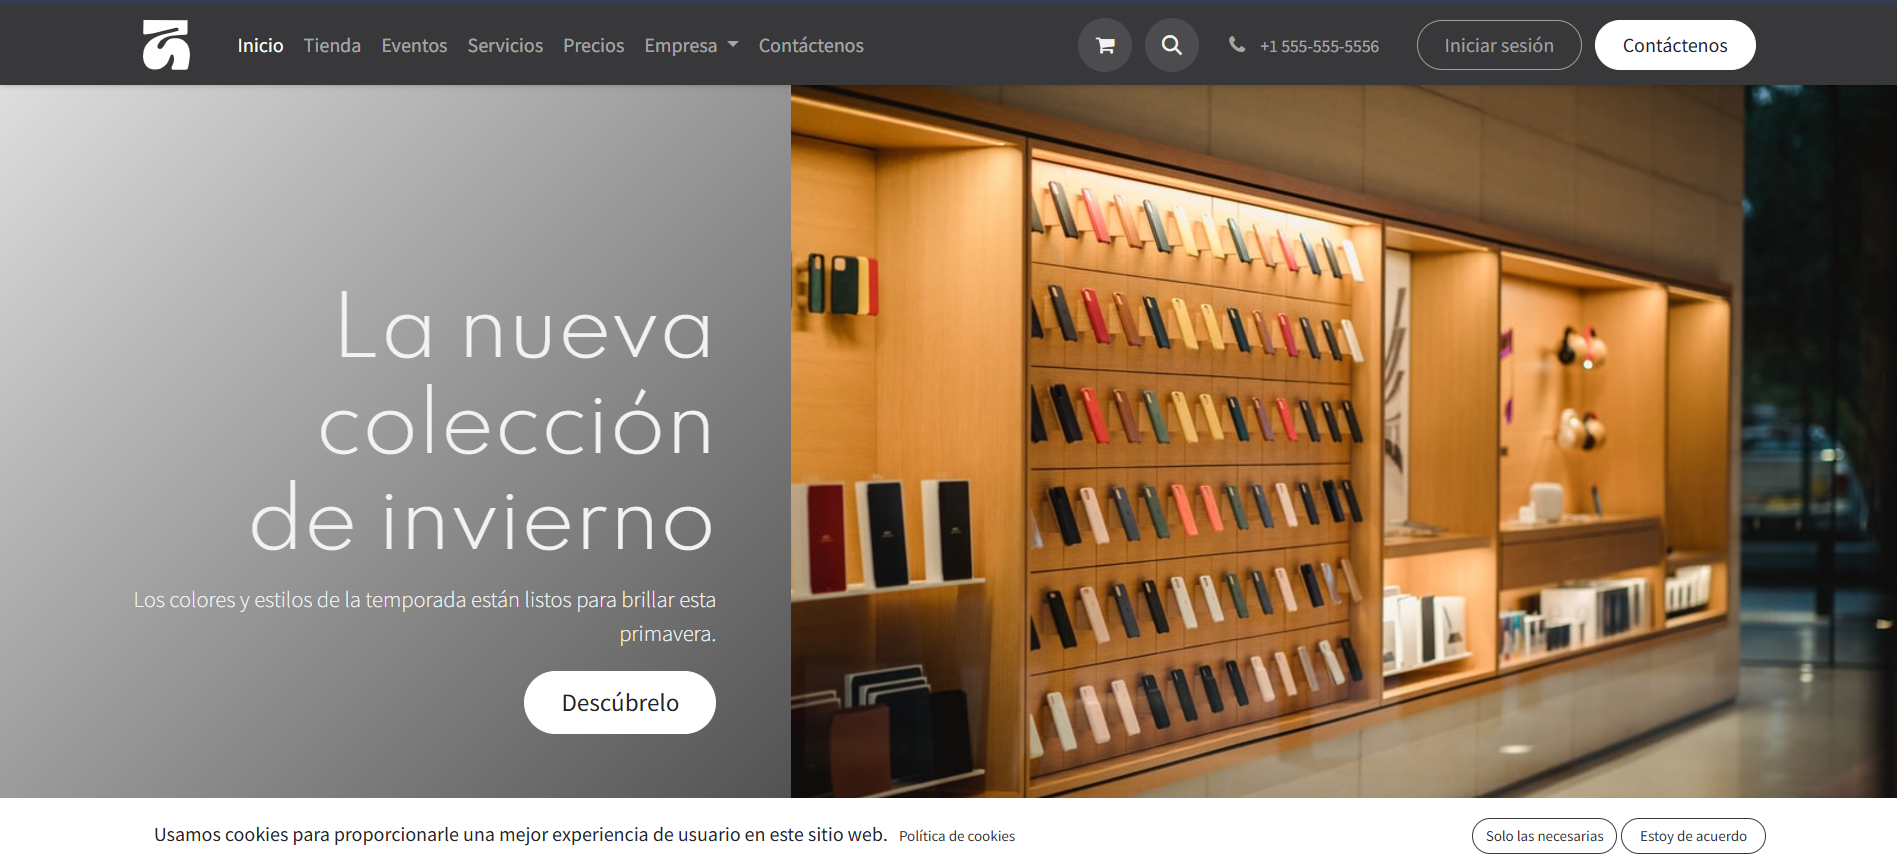 Inicio Tienda Eventos Servicios Precios Empresa Contáctenos +1 555-555-5556 Iniciar sesión Contáctenos
La nueva
colección
de invierno
Los colores y estilos de la temporada están listos para brillar esta
primavera.
Descúbrelo
Usamos cookies para proporcionarle una mejor experiencia de usuario en este sitio web. Política de cookies Solo las necesarias Estoy de acuerdo